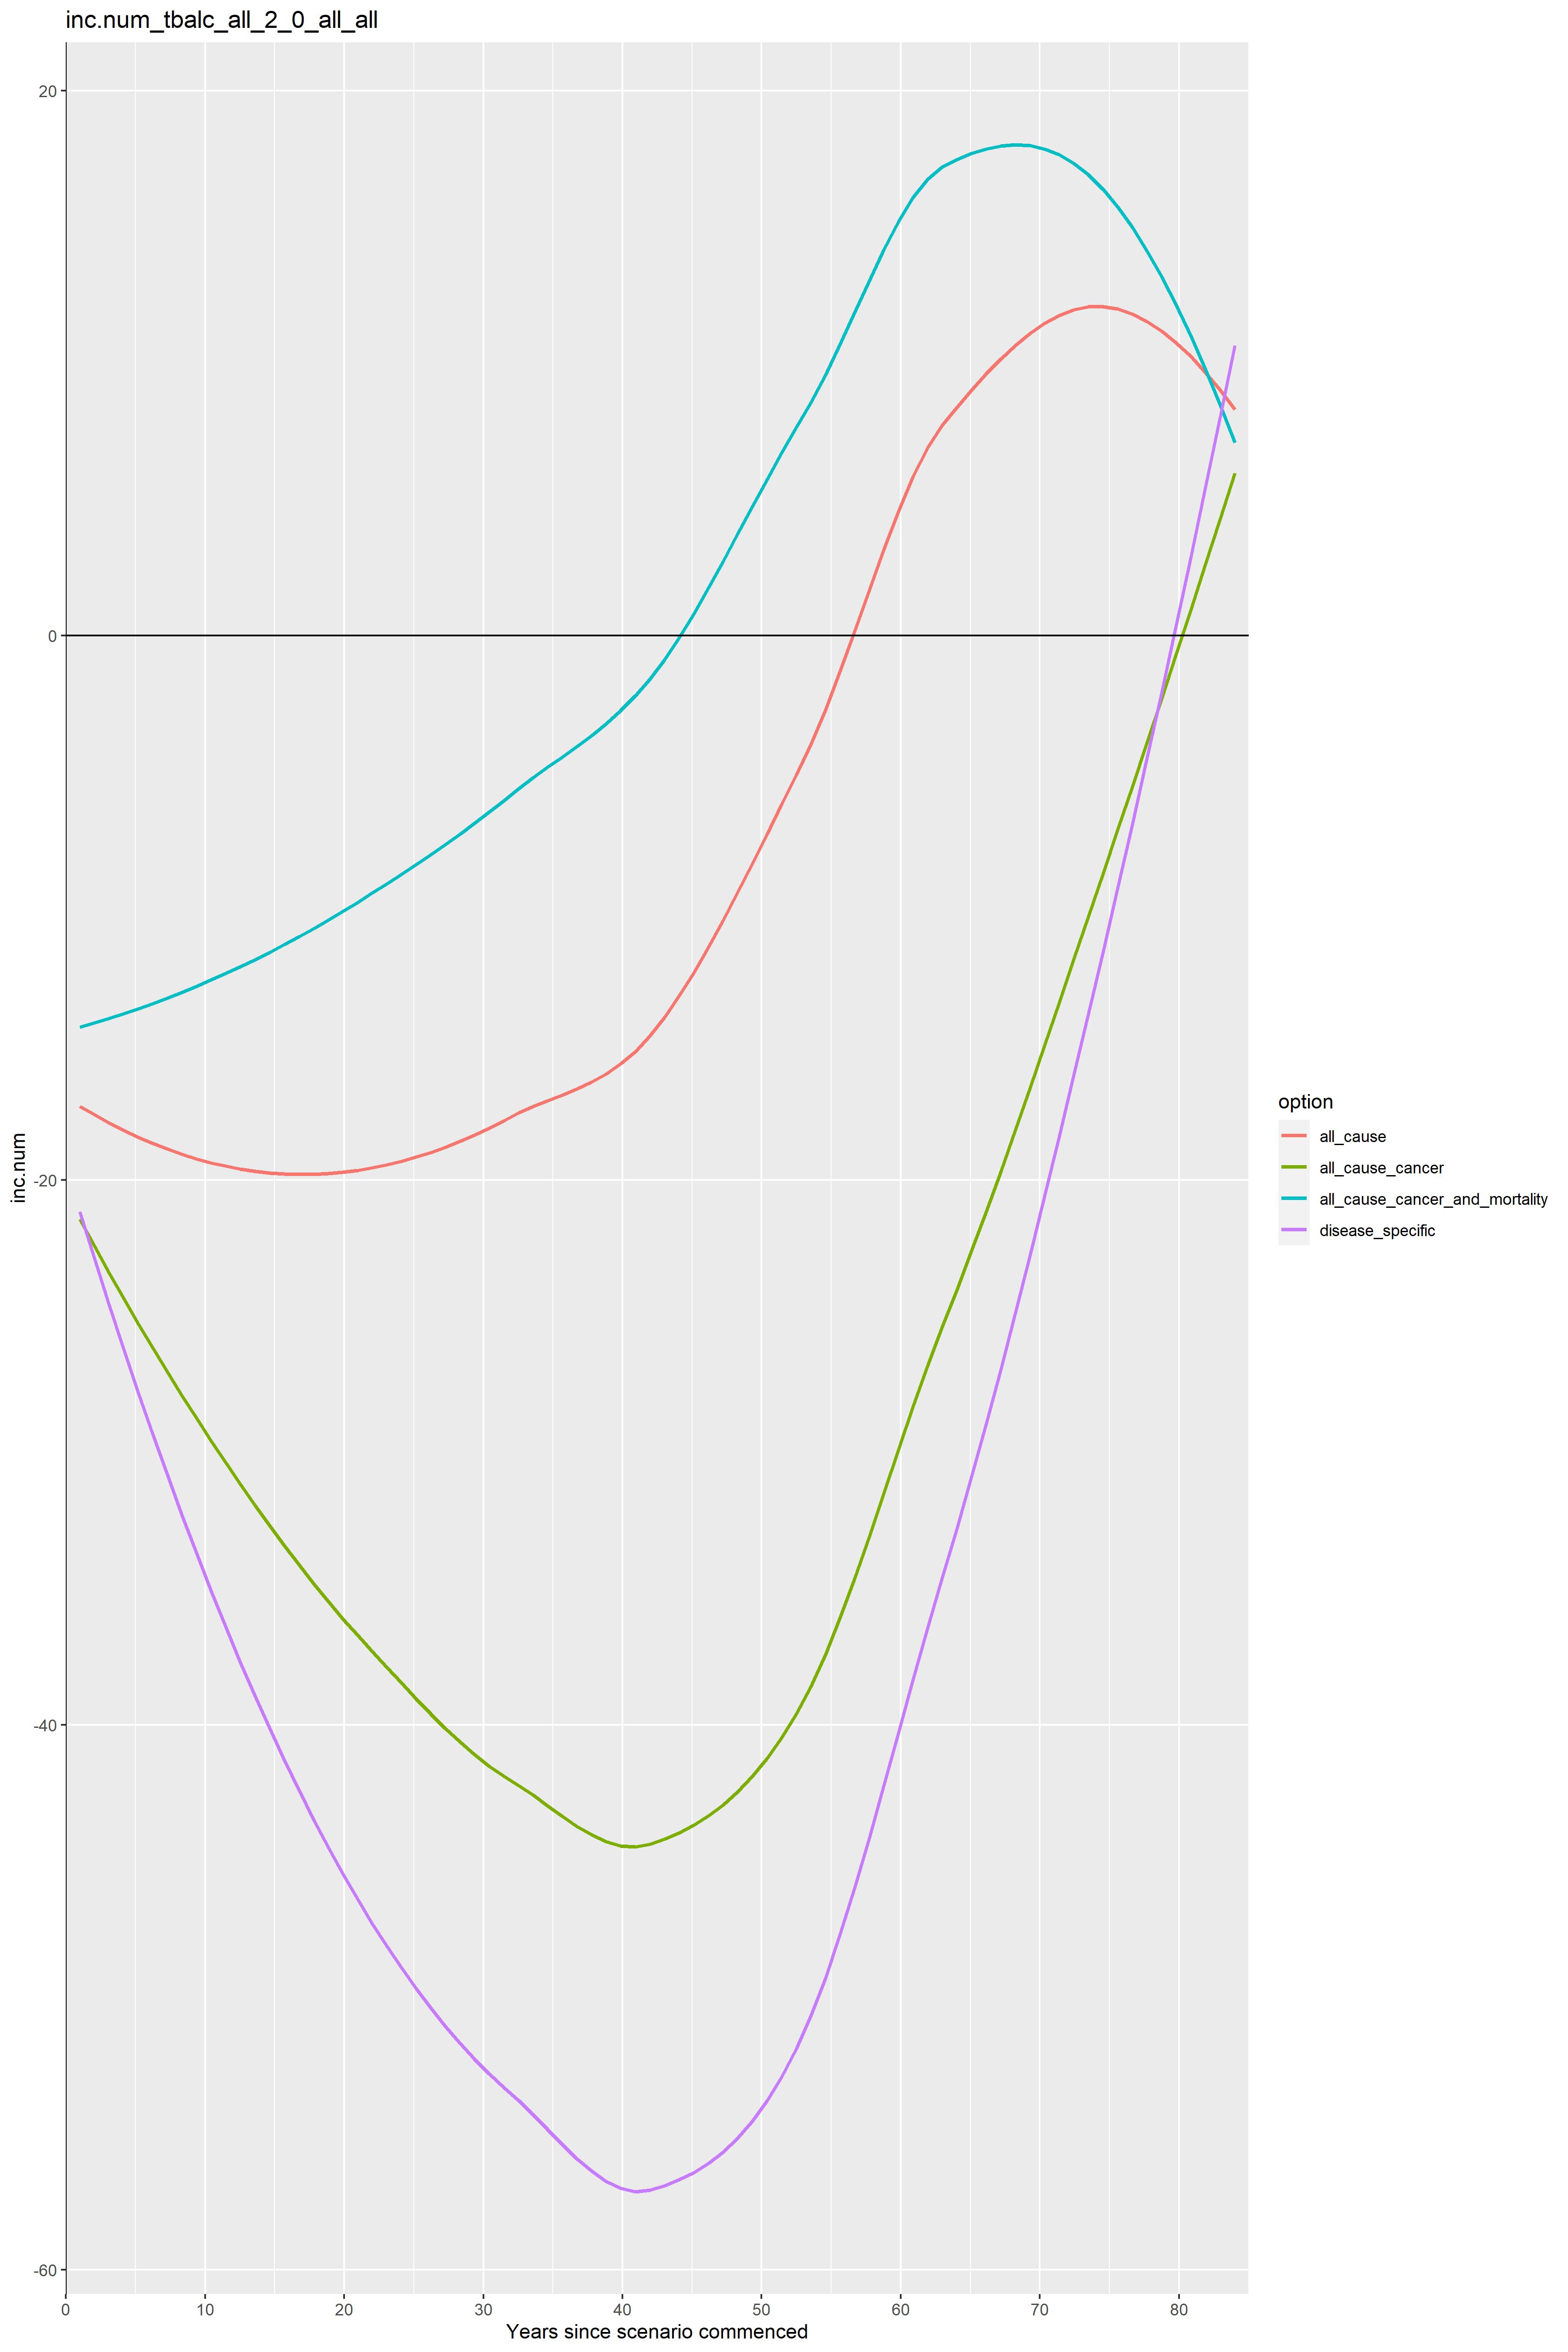 inc.num_tbalc_all_2_0_all_all
20
0
-20
-40
-60
inc.num
0 10 20 30 40 50 60 70 80
Years since scenario commenced
option
all_cause
all_cause_cancer
all_cause_cancer_and_mortality
disease_specific